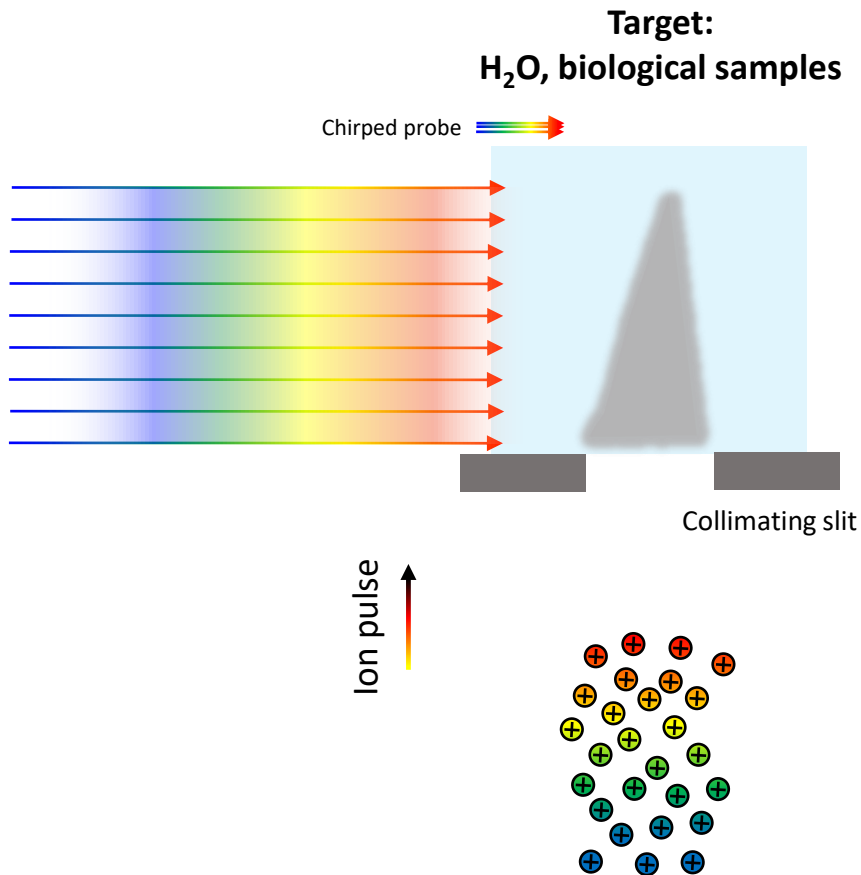 Target:
H₂O, biological samples
Chirped probe
Collimating slit
Ion pulse